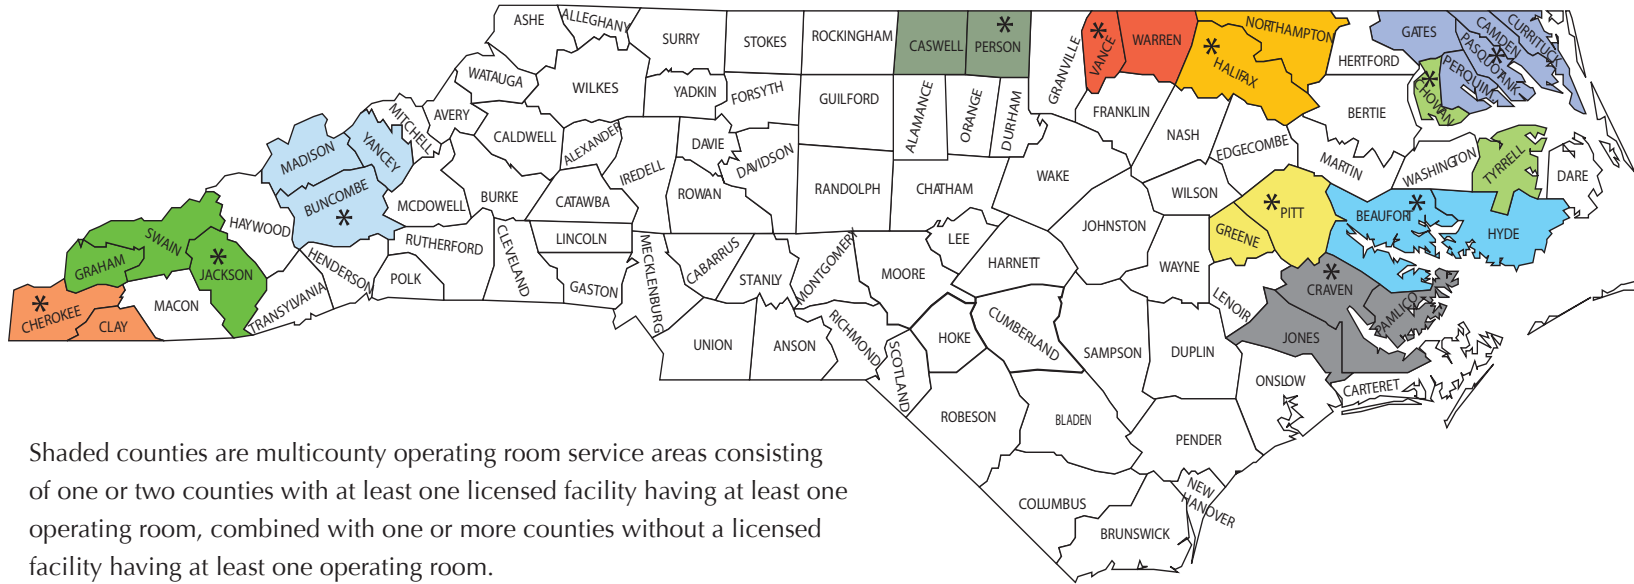 ASHE
ALLEGHANY
SURRY
STOKES
ROCKINGHAM
CASWELL
PERSON
*
GRANVILLE
VANCE
*
WARREN
HALIFAX
*
NORTHAMPTON
HERTFORD
GATES
CURRITUCK
CAMDEN
PASQUOTANK
*
PERQUIM.
CHOWAN
*
WATAUGA
WILKES
YADKIN
FORSYTH
GUILFORD
ALAMANCE
ORANGE
DURHAM
FRANKLIN
NASH
EDGECOMBE
BERTIE
MARTIN
WASHINGTON
TYRRELL
DARE
MITCHELL
AVERY
CALDWELL
ALEXANDER
IREDELL
DAVIE
DAVIDSON
RANDOLPH
CHATHAM
WAKE
WILSON
MADISON
YANCEY
BUNCOMBE
*
MCDOWELL
BURKE
CATAWBA
ROWAN
JOHNSTON
GREENE
PITT
*
BEAUFORT
*
HYDE
HAYWOOD
SWAIN
GRAHAM
JACKSON
*
CHEROKEE
*
CLAY
MACON
TRANSYLVANIA
HENDERSON
POLK
RUTHERFORD
CLEVELAND
LINCOLN
GASTON
MECKLENBURG
CABARRUS
STANLY
MONTGOMERY
MOORE
LEE
HARNETT
WAYNE
LENOIR
CRAVEN
*
PAMLICO
JONES
CARTERET
UNION
ANSON
RICHMOND
SCOTLAND
HOKE
CUMBERLAND
SAMPSON
DUPLIN
ONSLOW
ROBESON
BLADEN
PENDER
COLUMBUS
BRUNSWICK
NEW
HANOVER
Shaded counties are multicounty operating room service areas consisting
of one or two counties with at least one licensed facility having at least one
operating room, combined with one or more counties without a licensed
facility having at least one operating room.